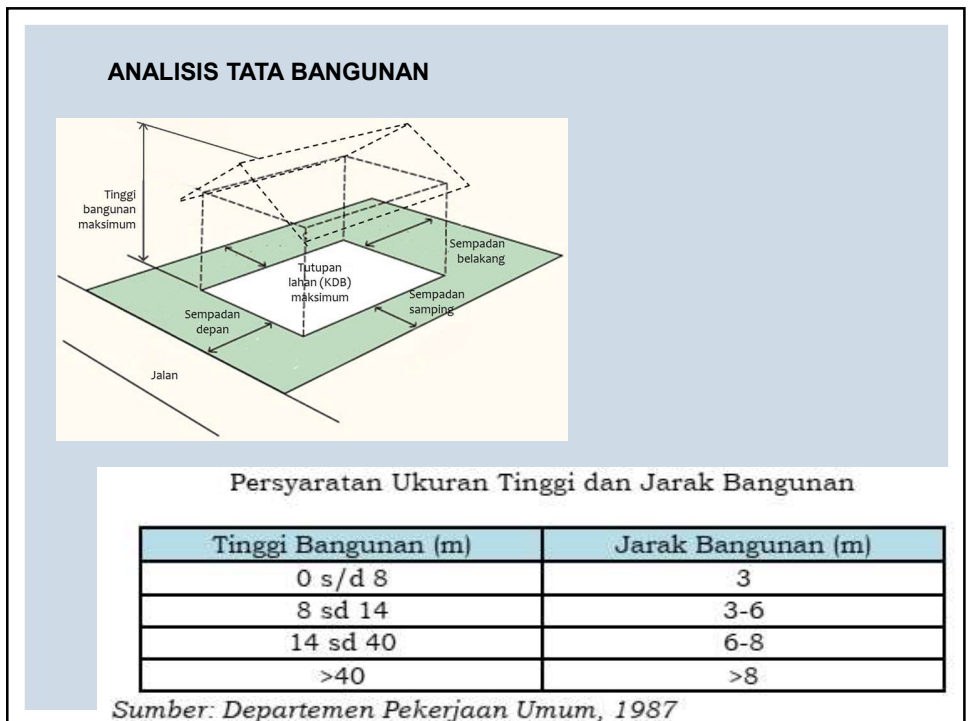 ANALISIS TATA BANGUNAN
Tinggi
bangunan
maksimum
Sempadan
belakang
Tutupan
lahan (KDB)
maksimum
Sempadan
samping
Sempadan
depan
Jalan
Persyaratan Ukuran Tinggi dan Jarak Bangunan
Tinggi Bangunan (m) Jarak Bangunan (m)
0 s/d 8 3
8 sd 14 3-6
14 sd 40 6-8
>40 >8
Sumber: Departemen Pekerjaan Umum, 1987